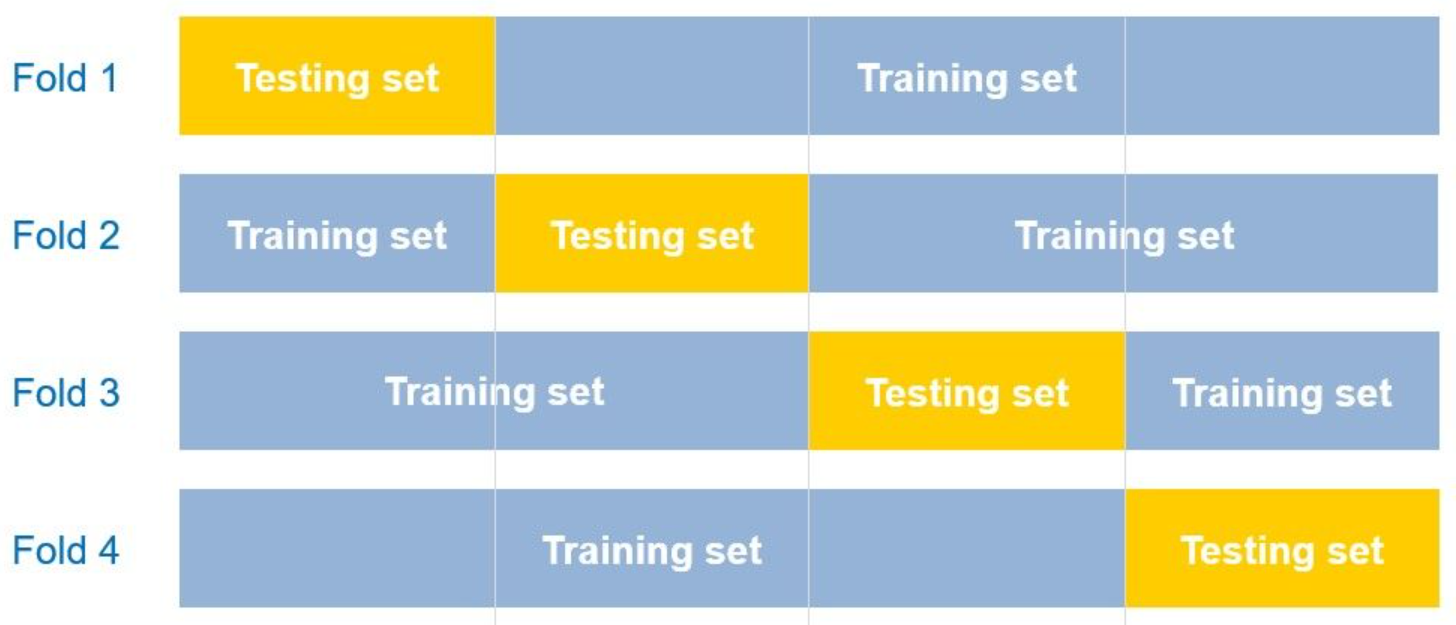 Fold 1 Testing set Training set
Fold 2 Training set Testing set Training set
Fold 3 Training set Testing set Training set
Fold 4 Training set Testing set